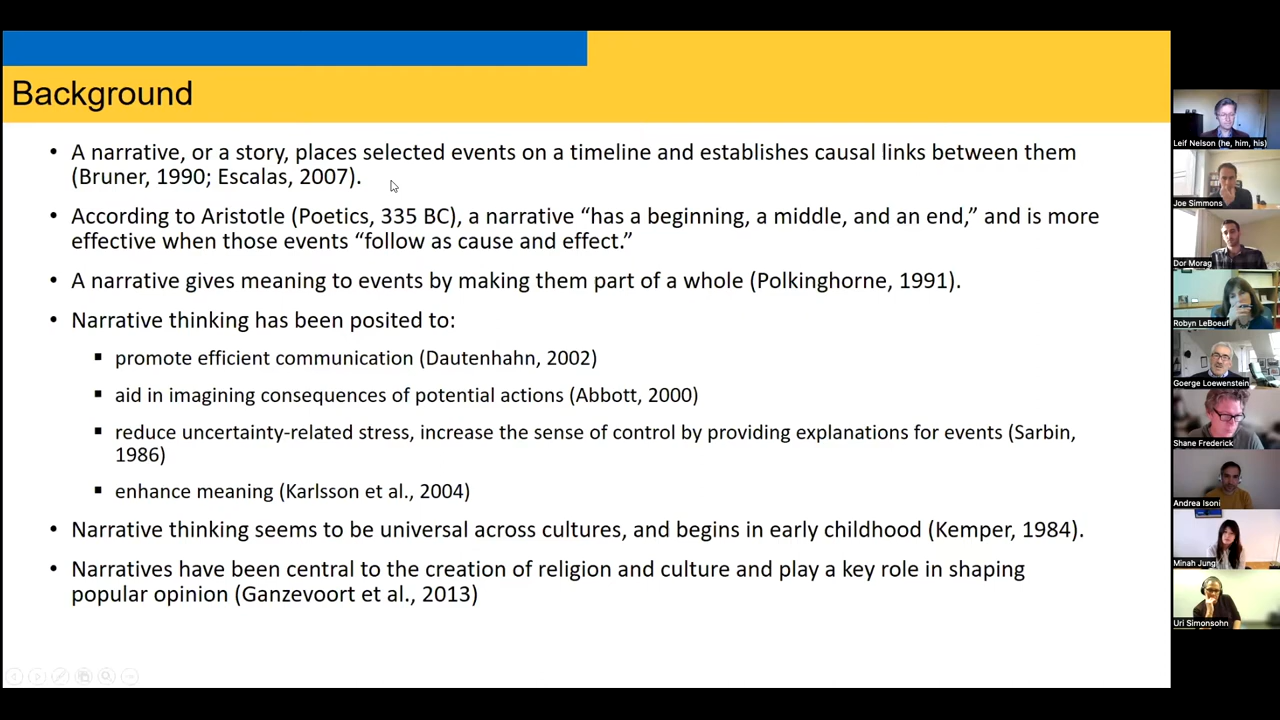 Background
• A narrative, or a story, places selected events on a timeline and establishes causal links between them
(Bruner, 1990; Escalas, 2007).
• According to Aristotle (Poetics, 335 BC), a narrative “has a beginning, a middle, and an end,” and is more
effective when those events “follow as cause and effect.”
• A narrative gives meaning to events by making them part of a whole (Polkinghorne, 1991).
• Narrative thinking has been posited to:
▪ promote efficient communication (Dautenhahn, 2002)
▪ aid in imagining consequences of potential actions (Abbott, 2000)
▪ reduce uncertainty-related stress, increase the sense of control by providing explanations for events (Sarbin,
1986)
▪ enhance meaning (Karlsson et al., 2004)
• Narrative thinking seems to be universal across cultures, and begins in early childhood (Kemper, 1984).
• Narratives have been central to the creation of religion and culture and play a key role in shaping
popular opinion (Ganzevoort et al., 2013)
Leif Nelson (he, him, his)
Joe Simmons
Dor Morag
Robyn LeBoeuf
Goerge Loewenstein
Shane Frederick
Andrea Isoni
Minah Jung
Uri Simonsohn